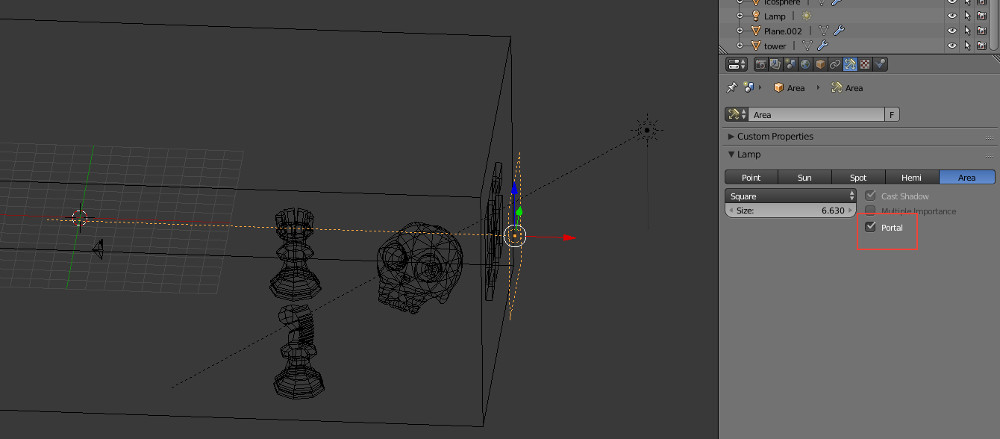 Icosphere
Lamp
Plane.002
tower
Area
Area
Area
F
Custom Properties
Lamp
Point
Sun
Spot
Hemi
Area
Square
Cast Shadow
Size:
6.630
Multiple Importance
Portal